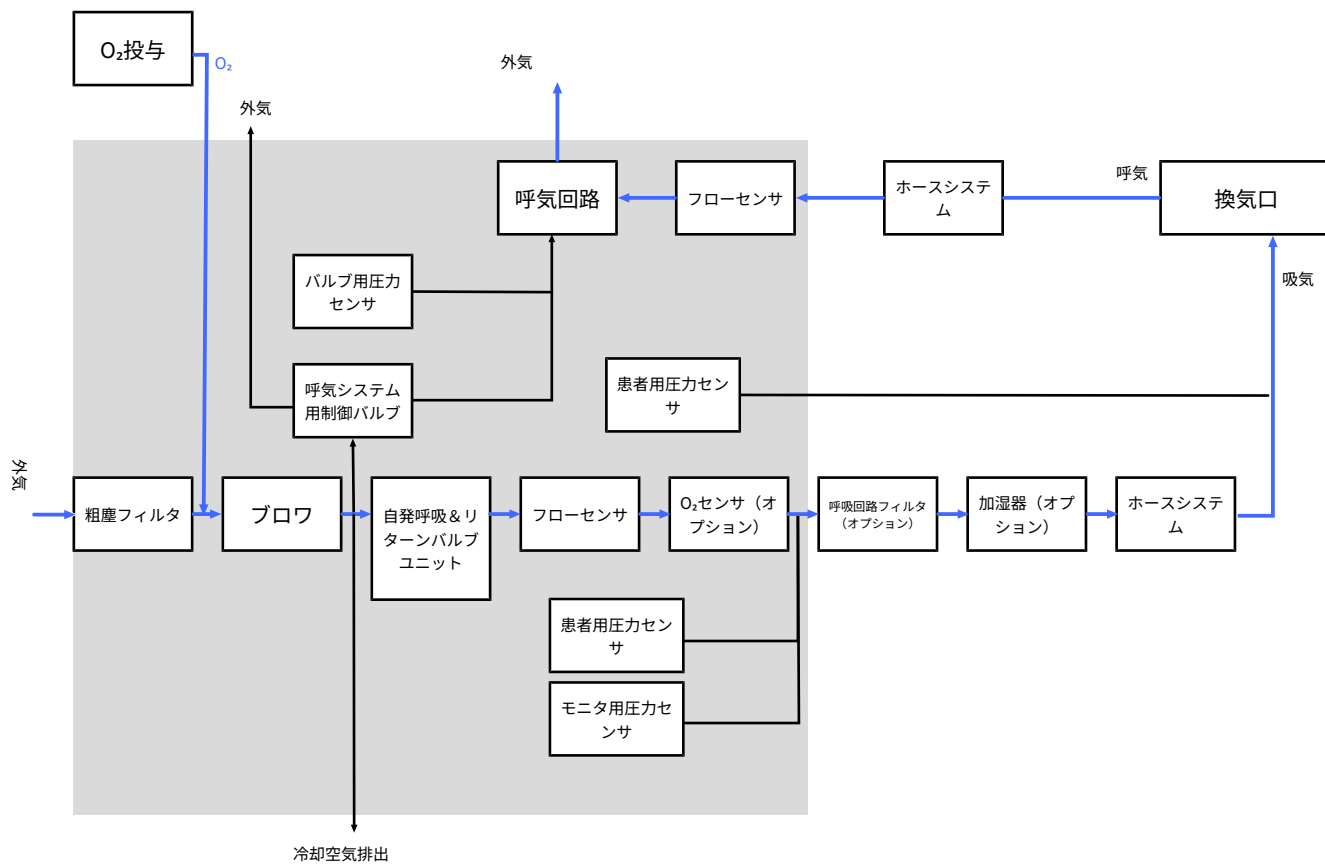 O₂投与
O₂
外気
外気
呼気回路
フローセンサ
ホースシステ
ム
呼気
換気口
吸気
バルブ用圧力
センサ
呼気システム
用制御バルブ
患者用圧力セン
サ
外気
粗塵フィルタ
ブロワ
自発呼吸＆リ
ターンバルブ
ユニット
フローセンサ
O₂センサ（オ
プション）
呼吸回路フィルタ
（オプション）
加湿器（オプ
ション）
ホースシステ
ム
患者用圧力セン
サ
モニタ用圧力セ
ンサ
冷却空気排出